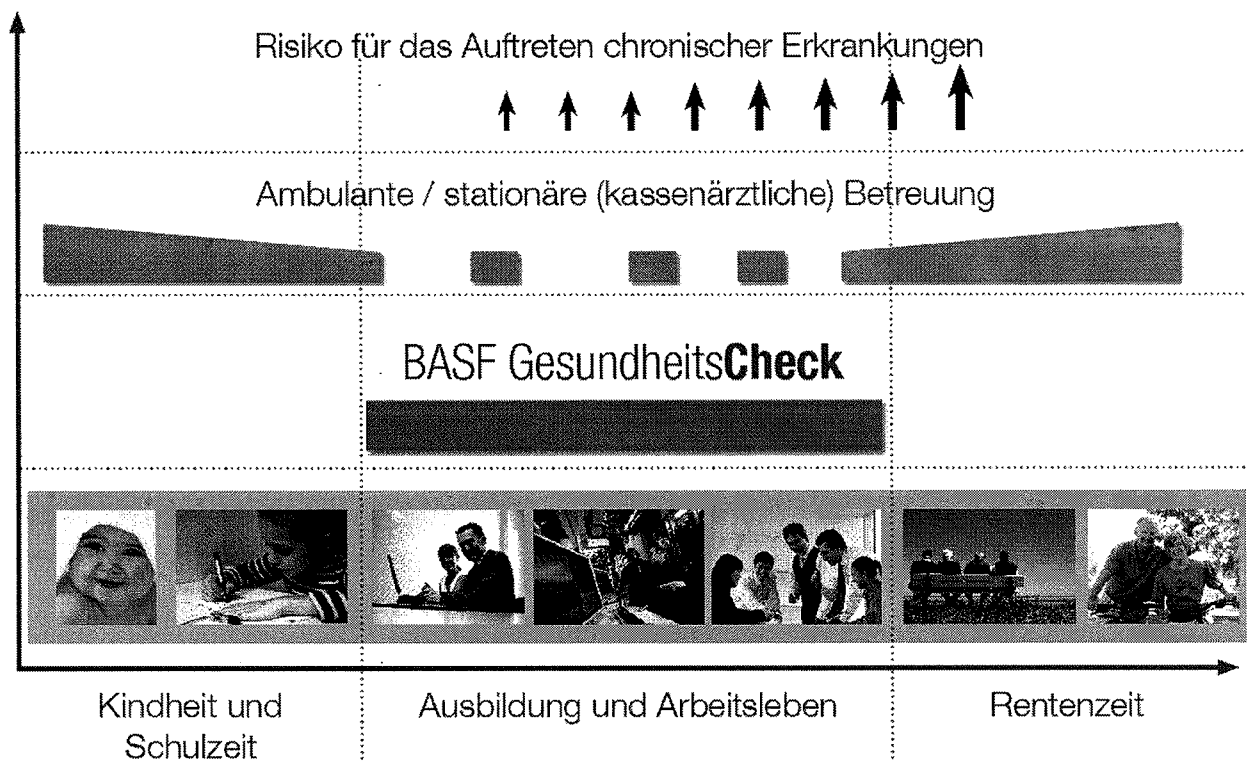 Risiko für das Auftreten chronischer Erkrankungen
Ambulante / stationäre (kassenärztliche) Betreuung
BASF GesundheitsCheck
Kindheit und
Schulzeit
Ausbildung und Arbeitsleben
Rentenzeit